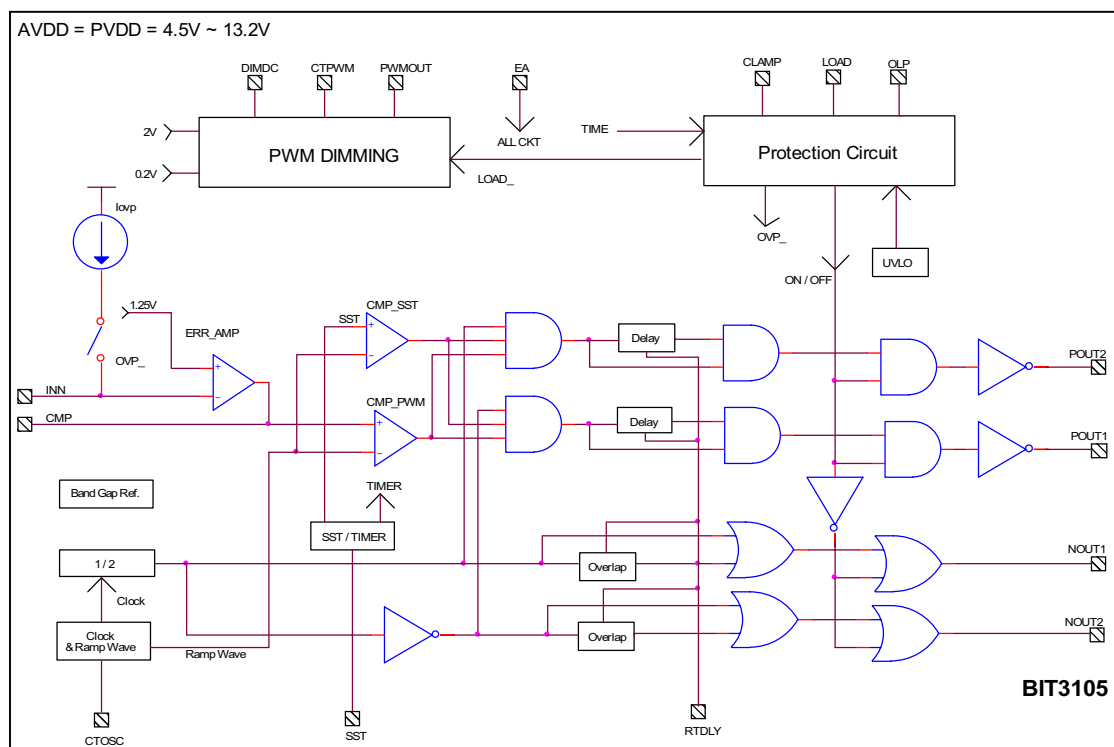 AVDD = PVDD = 4.5V ~ 13.2V
DIMDC
CTPWM
PWMOUT
EA
CLAMP
LOAD
OLP
2V
0.2V
PWM DIMMING
ALL CKT
TIME
LOAD_
Protection Circuit
OVP_
UVLO
ON / OFF
Iovp
1.25V
OVP_
ERR_AMP
+
−
SST
CMP_SST
+
−
CMP_PWM
+
−
Delay
Delay
INN
CMP
POUT2
POUT1
Band Gap Ref.
TIMER
SST / TIMER
1 / 2
Clock
Clock
& Ramp Wave
Ramp Wave
Overlap
Overlap
NOUT1
NOUT2
BIT3105
CTOSC
SST
RTDLY